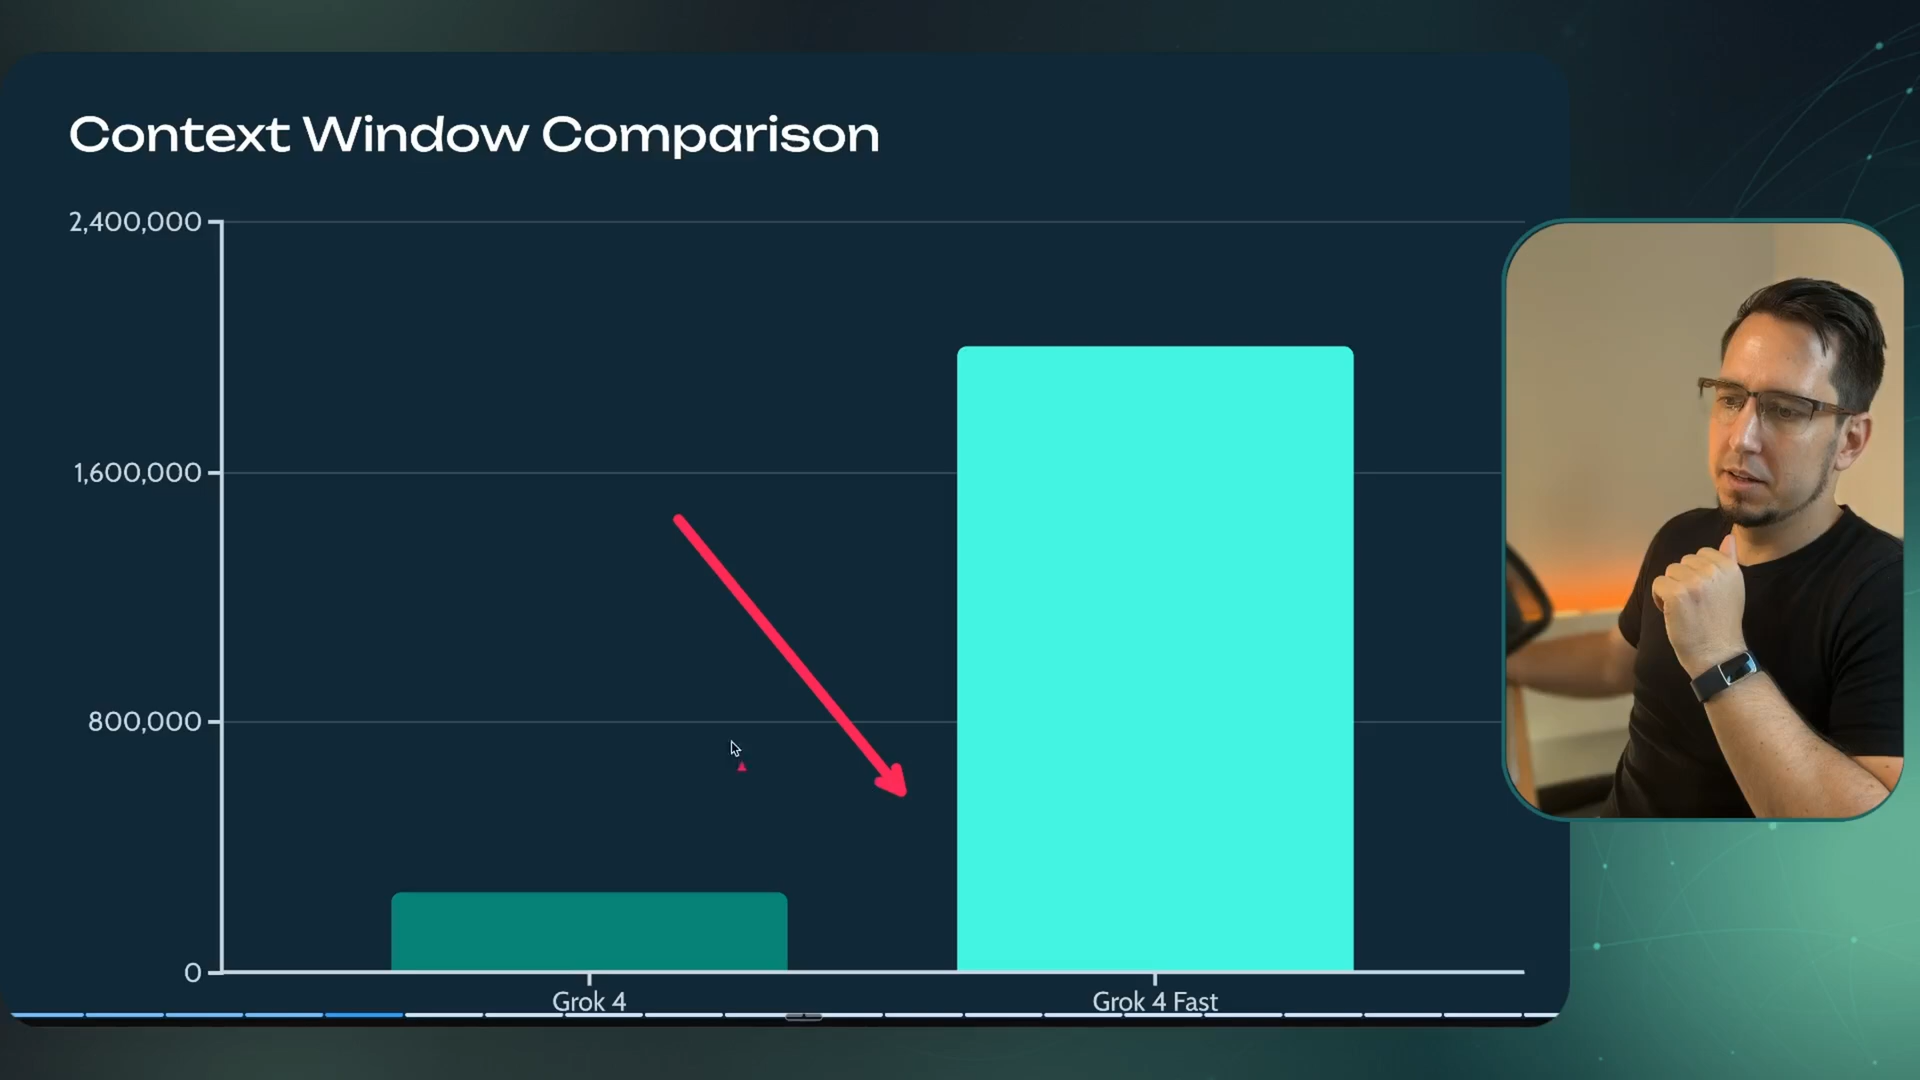 Context Window Comparison
2,400,000
1,600,000
800,000
0
Grok 4
Grok 4 Fast